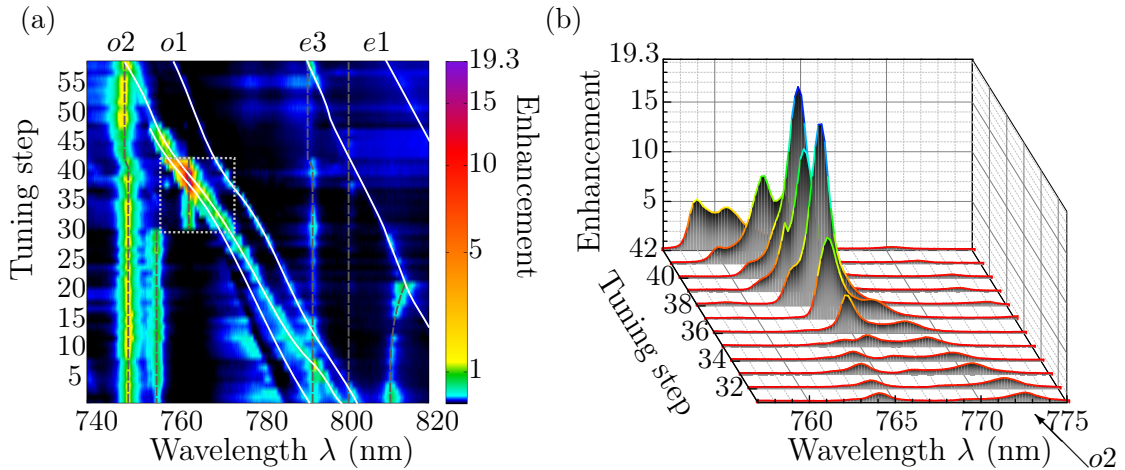 (a)
o2 o1 e3 e1
55
50
45
40
35
30
25
20
15
10
5
740 760 780 800 820
Wavelength λ (nm)
Tuning step
19.3
15
10
5
1
Enhancement
(b)
19.3
15
10
5
42
40
38
36
34
32
Enhancement
Tuning step
760 765 770 775
Wavelength λ (nm)
o2